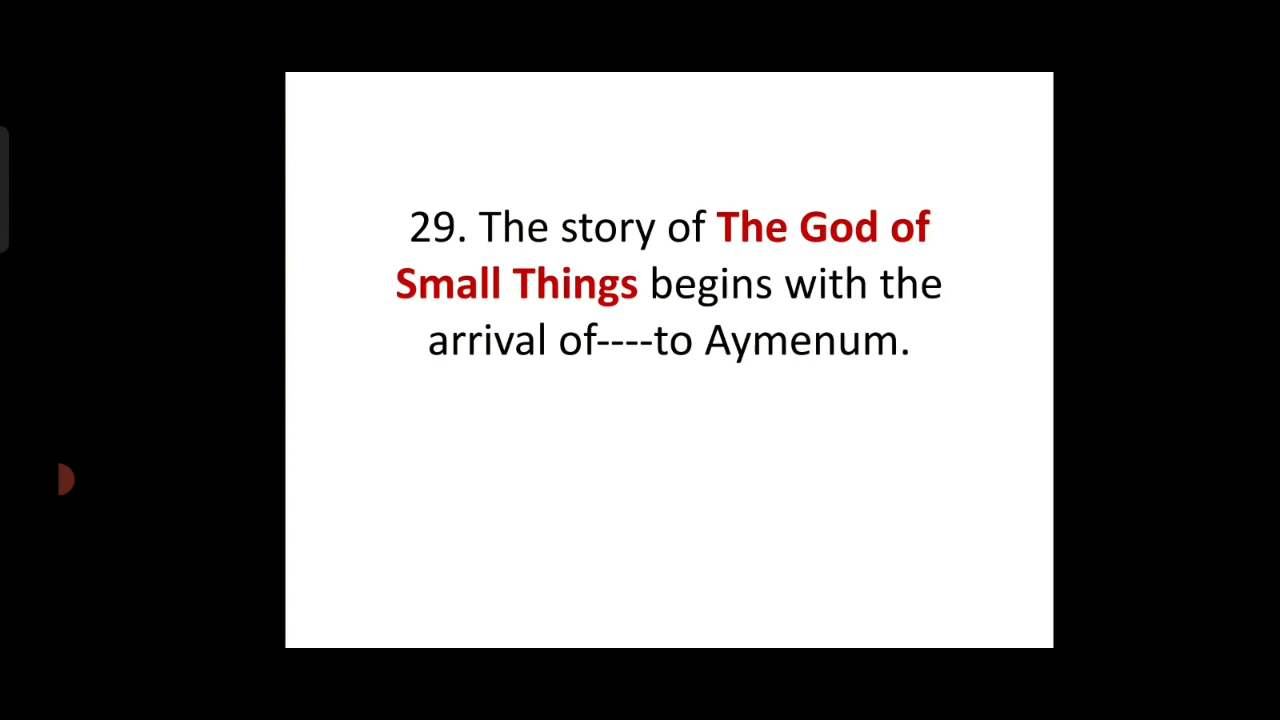 29. The story of The God of
Small Things begins with the
arrival of----to Aymenum.